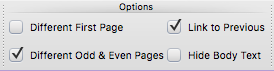 Options
Different First Page
Link to Previous
Different Odd & Even Pages
Hide Body Text